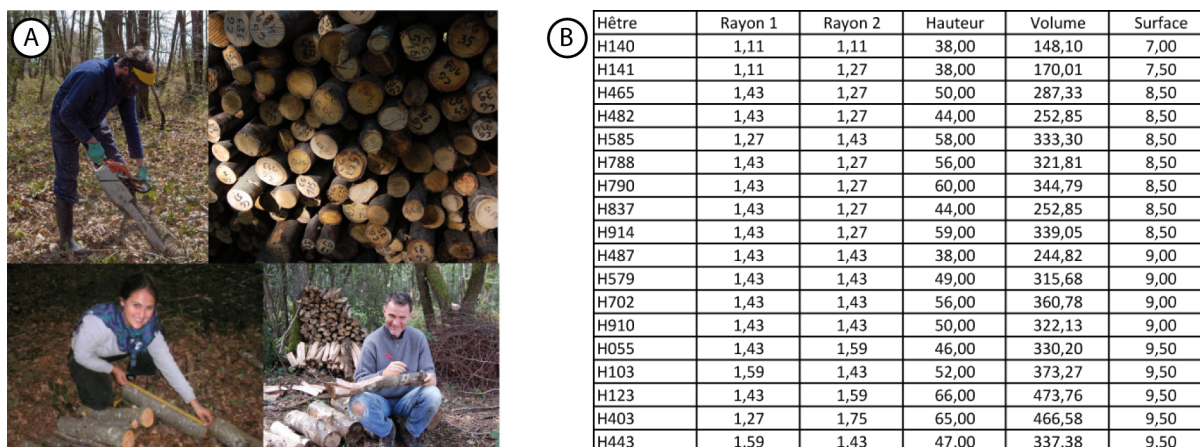 A
B
Hêtre Rayon 1 Rayon 2 Hauteur Volume Surface
H140 1,11 1,11 38,00 148,10 7,00
H141 1,11 1,27 38,00 170,01 7,50
H465 1,43 1,27 50,00 287,33 8,50
H482 1,43 1,27 44,00 252,85 8,50
H585 1,27 1,43 58,00 333,30 8,50
H788 1,43 1,27 56,00 321,81 8,50
H790 1,43 1,27 60,00 344,79 8,50
H837 1,43 1,27 44,00 252,85 8,50
H914 1,43 1,27 59,00 339,05 8,50
H487 1,43 1,43 38,00 244,82 9,00
H579 1,43 1,43 49,00 315,68 9,00
H702 1,43 1,43 56,00 360,78 9,00
H910 1,43 1,43 50,00 322,13 9,00
H055 1,43 1,59 46,00 330,20 9,50
H103 1,59 1,43 52,00 373,27 9,50
H123 1,43 1,59 66,00 473,76 9,50
H403 1,27 1,75 65,00 466,58 9,50
H443 1,59 1,43 47,00 337,38 9,50